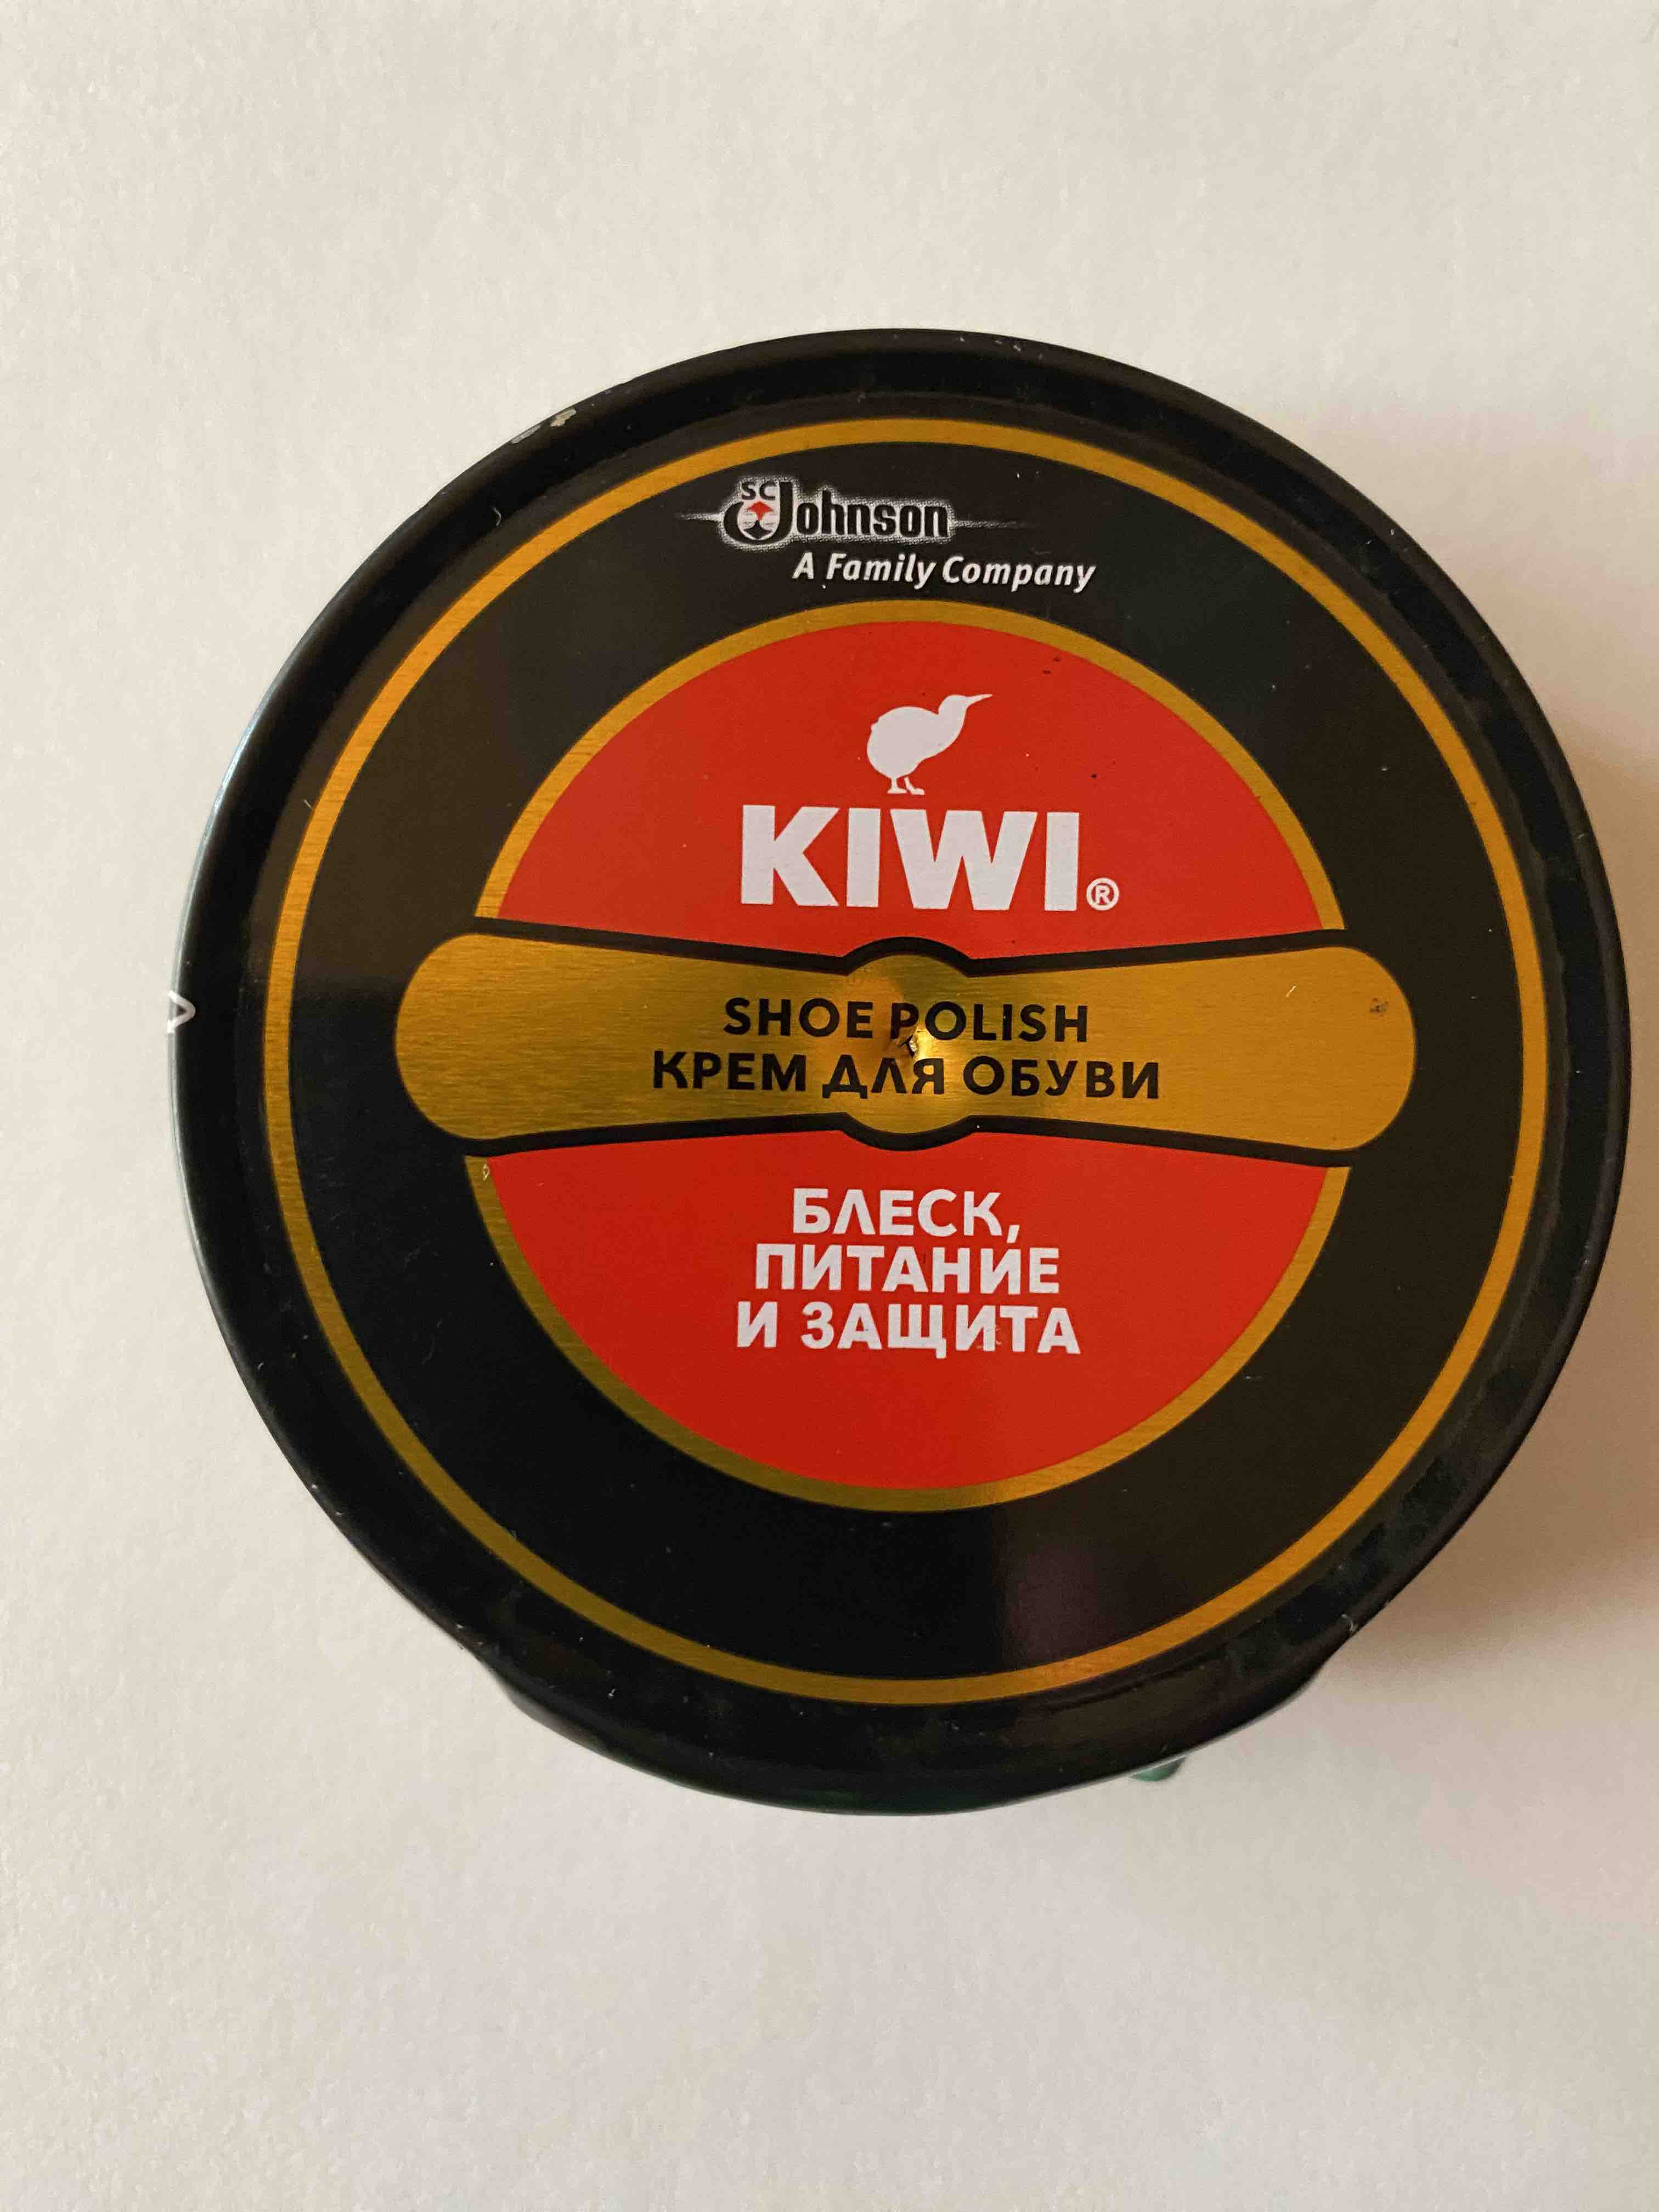 SC Johnson
A Family Company
KIWI®
SHOE POLISH
КРЕМ ДЛЯ ОБУВИ
БЛЕСК,
ПИТАНИЕ
И ЗАЩИТА